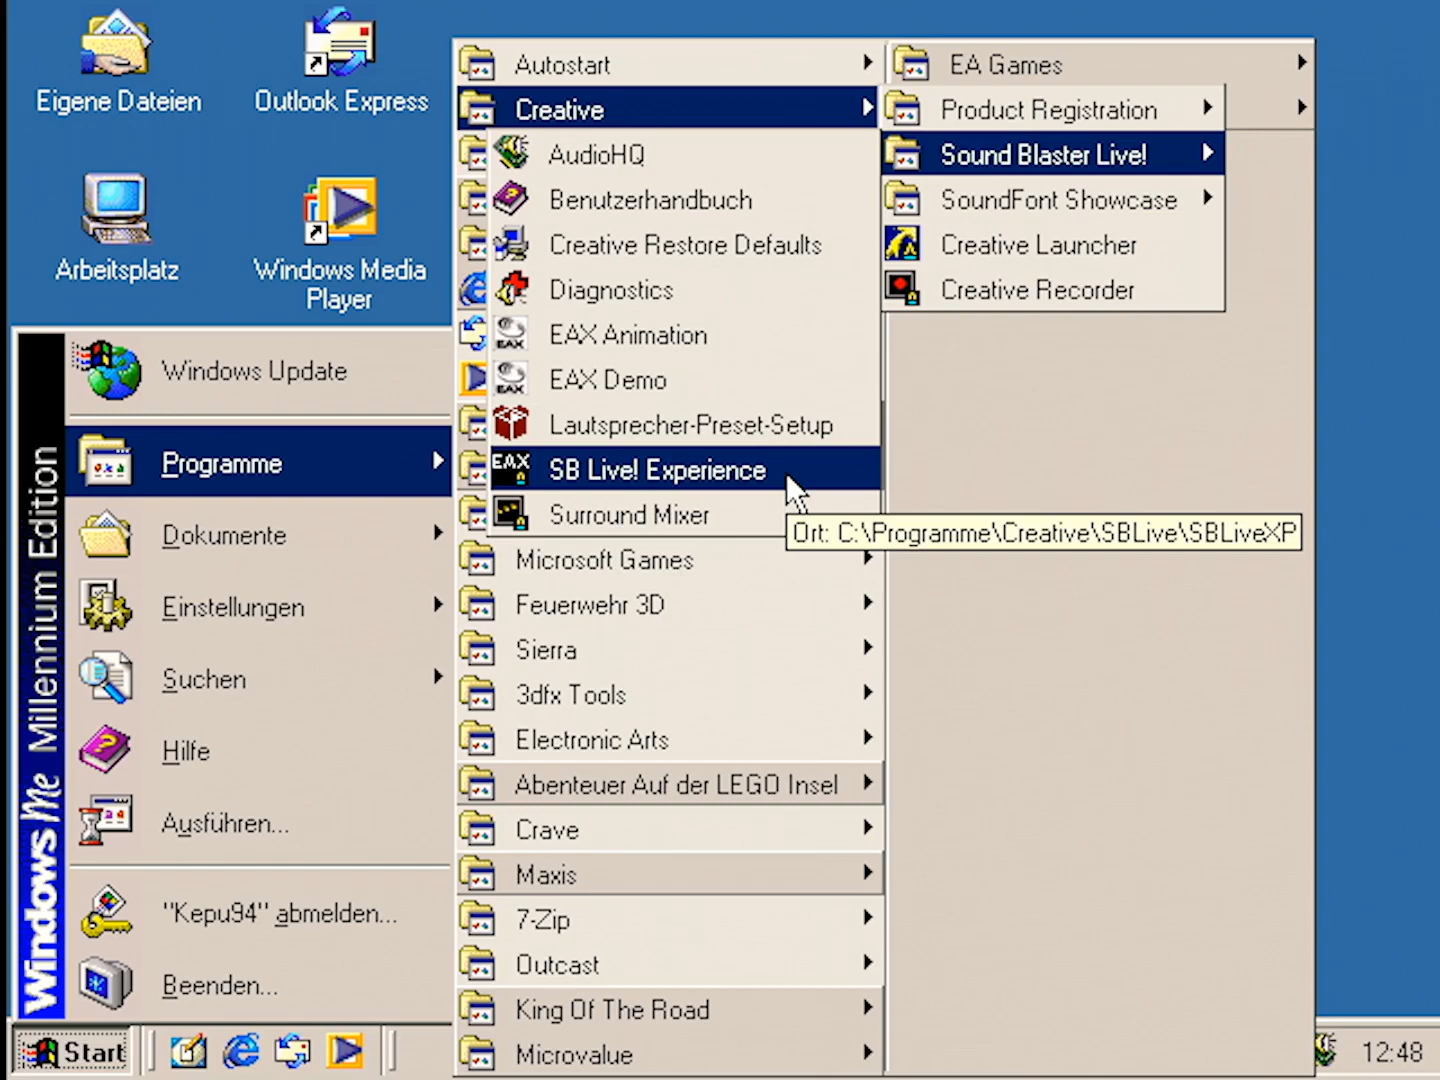 Eigene Dateien
Outlook Express
Arbeitsplatz
Windows Media
Player
Windows Me Millennium Edition
Windows Update
Programme
Dokumente
Einstellungen
Suchen
Hilfe
Ausführen...
"Kepu94" abmelden...
Beenden...
Autostart
Creative
EA Games
Product Registration
Sound Blaster Live!
SoundFont Showcase
Creative Launcher
Creative Recorder
AudioHQ
Benutzerhandbuch
Creative Restore Defaults
Diagnostics
EAX Animation
EAX Demo
Lautsprecher-Preset-Setup
EAX
SB Live! Experience
Surround Mixer
Ort: C:\Programme\Creative\SBLive\SBLiveXP
Microsoft Games
Feuerwehr 3D
Sierra
3dfx Tools
Electronic Arts
Abenteuer Auf der LEGO Insel
Crave
Maxis
7-Zip
Outcast
King Of The Road
Microvalue
Start
12:48